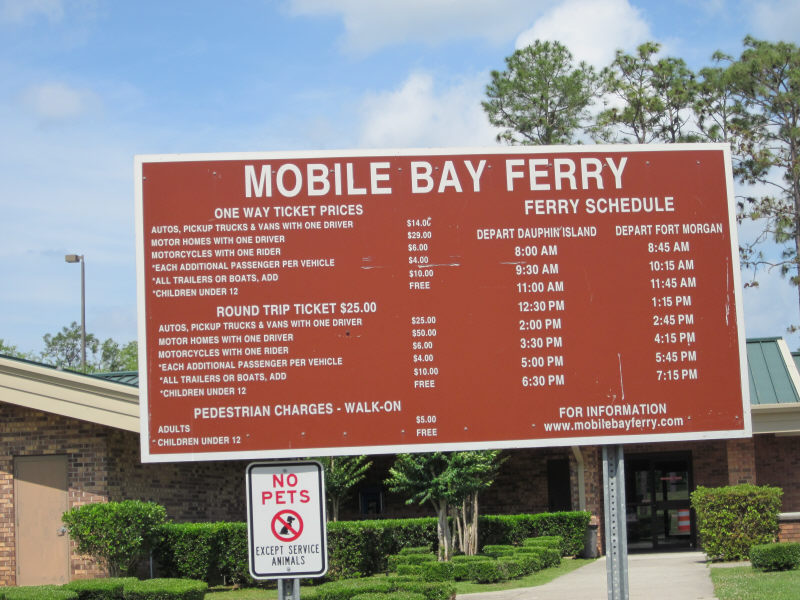 MOBILE BAY FERRY
ONE WAY TICKET PRICES
AUTOS, PICKUP TRUCKS & VANS WITH ONE DRIVER $14.00
MOTOR HOMES WITH ONE DRIVER $29.00
MOTORCYCLES WITH ONE RIDER $6.00
*EACH ADDITIONAL PASSENGER PER VEHICLE $4.00
*ALL TRAILERS OR BOATS, ADD $10.00
*CHILDREN UNDER 12 FREE
ROUND TRIP TICKET $25.00
AUTOS, PICKUP TRUCKS & VANS WITH ONE DRIVER $25.00
MOTOR HOMES WITH ONE DRIVER $50.00
MOTORCYCLES WITH ONE RIDER $6.00
*EACH ADDITIONAL PASSENGER PER VEHICLE $4.00
*ALL TRAILERS OR BOATS, ADD $10.00
*CHILDREN UNDER 12 FREE
PEDESTRIAN CHARGES - WALK-ON
ADULTS $5.00
*CHILDREN UNDER 12 FREE
FERRY SCHEDULE
DEPART DAUPHIN ISLAND DEPART FORT MORGAN
8:00 AM 8:45 AM
9:30 AM 10:15 AM
11:00 AM 11:45 AM
12:30 PM 1:15 PM
2:00 PM 2:45 PM
3:30 PM 4:15 PM
5:00 PM 5:45 PM
6:30 PM 7:15 PM
FOR INFORMATION
www.mobilebayferry.com
NO
PETS
EXCEPT SERVICE
ANIMALS